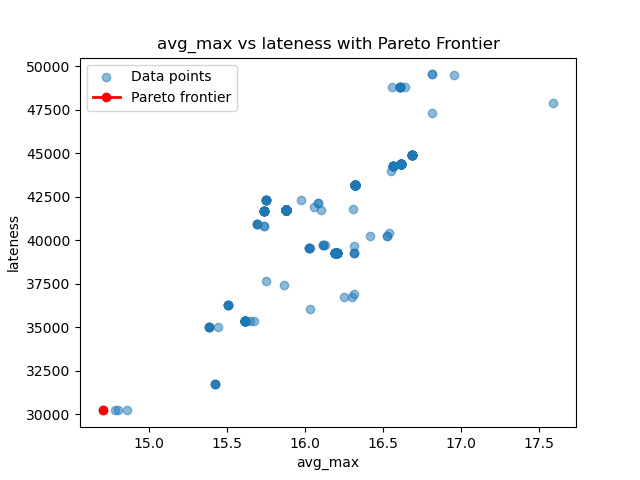 avg_max vs lateness with Pareto Frontier
Data points
Pareto frontier
50000
47500
45000
42500
40000
37500
35000
32500
30000
lateness
15.0 15.5 16.0 16.5 17.0 17.5
avg_max